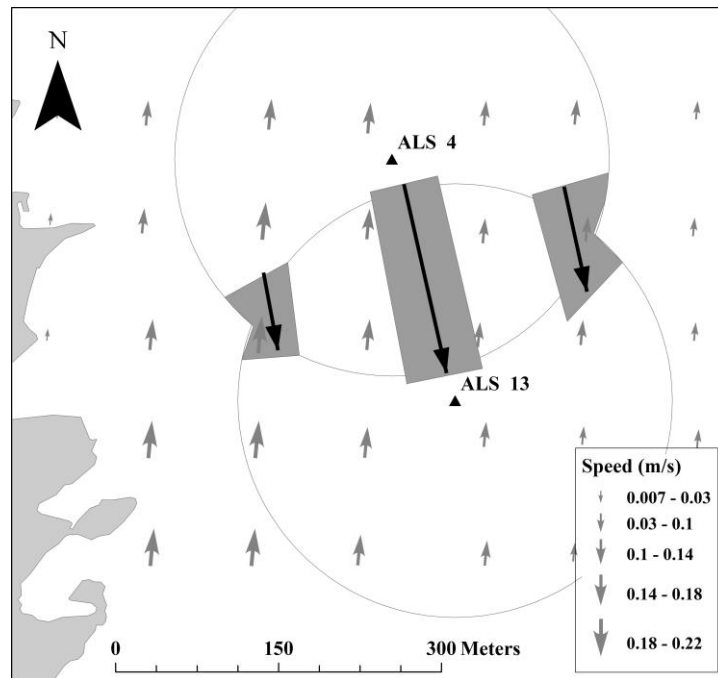 N
ALS 4
ALS 13
Speed (m/s)
0.007 - 0.03
0.03 - 0.1
0.1 - 0.14
0.14 - 0.18
0.18 - 0.22
0 150 300 Meters